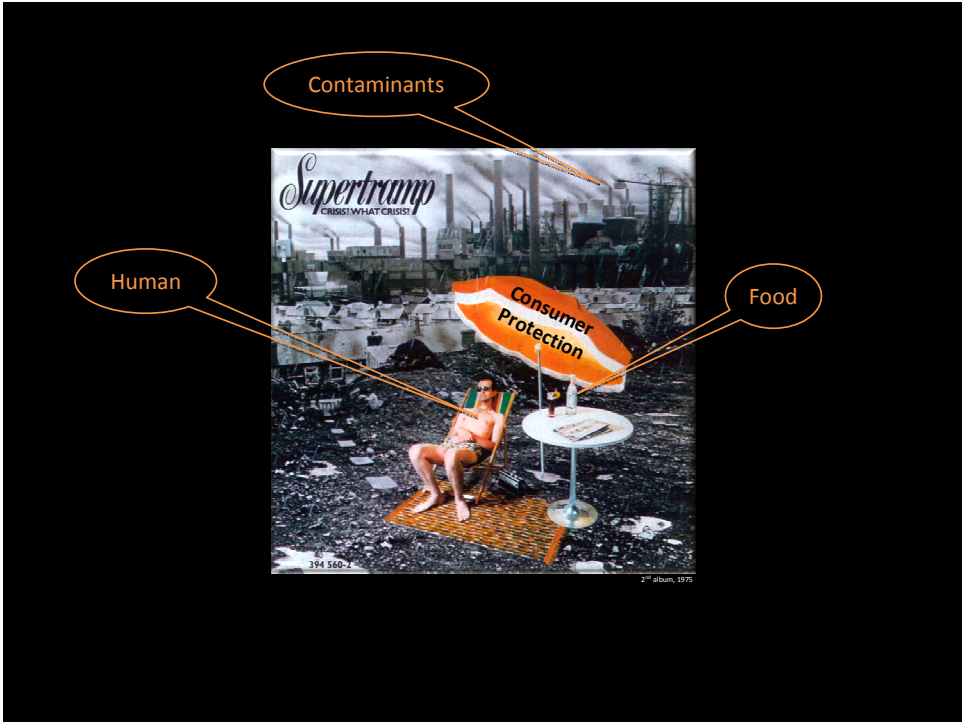 Contaminants
Supertramp
CRISIS? WHAT CRISIS?
Human
Food
Consumer
Protection
394 560-2
2nd album, 1975